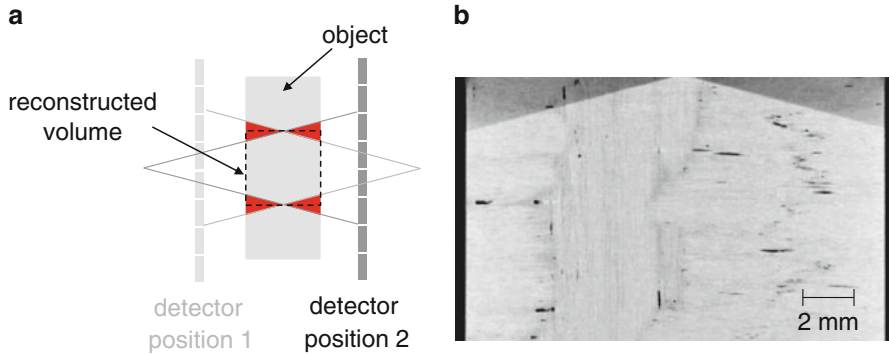 a
object
reconstructed
volume
detector
position 1
detector
position 2
b
2 mm